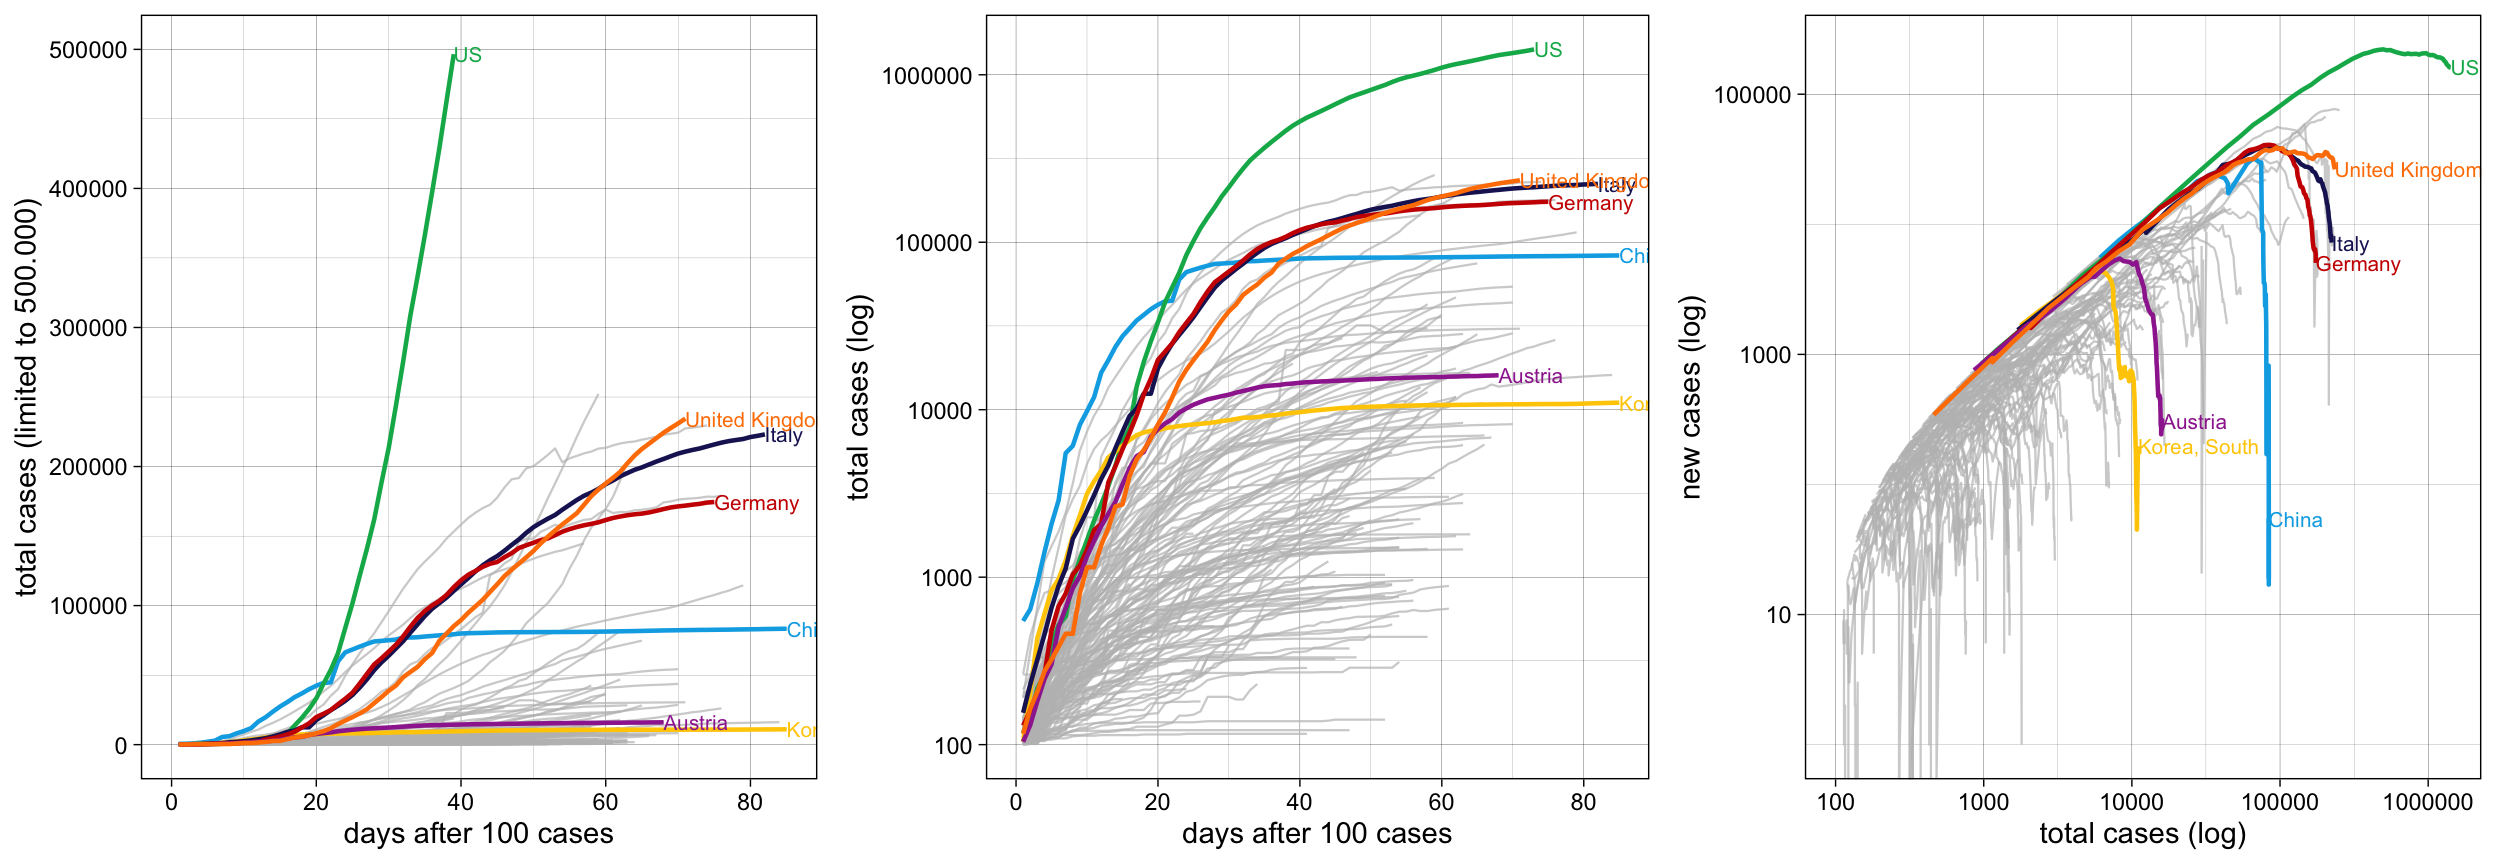 total cases (limited to 500.000)
500000
400000
300000
200000
100000
0
0
20
40
60
80
days after 100 cases
US
United Kingdo
Italy
Germany
Chi
Austria
Kor
total cases (log)
1000000
100000
10000
1000
100
0
20
40
60
80
days after 100 cases
US
United Kingdo
Italy
Germany
Chi
Austria
Kor
new cases (log)
100000
1000
10
100
1000
10000
100000
1000000
total cases (log)
US
United Kingdom
Italy
Germany
Austria
Korea, South
China